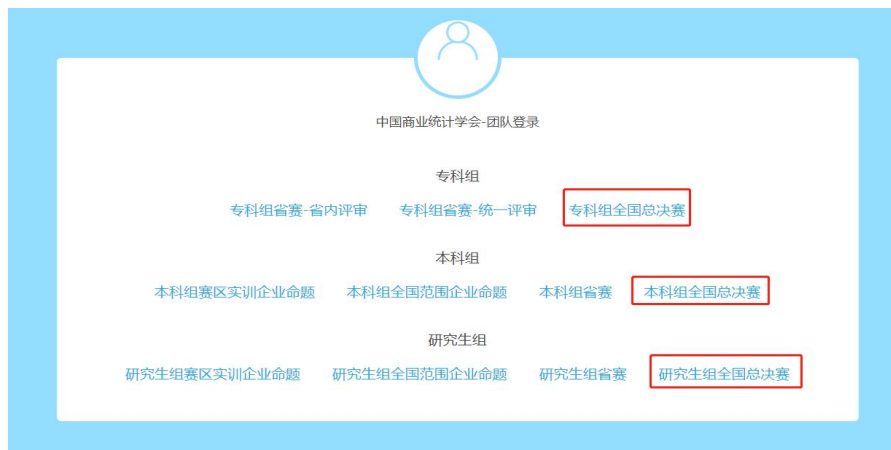 中国商业统计学会-团队登录
专科组
专科组省赛-省内评审 专科组省赛-统一评审 专科组全国总决赛
本科组
本科组赛区实训企业命题 本科组全国范围企业命题 本科组省赛 本科组全国总决赛
研究生组
研究生组赛区实训企业命题 研究生组全国范围企业命题 研究生组省赛 研究生组全国总决赛